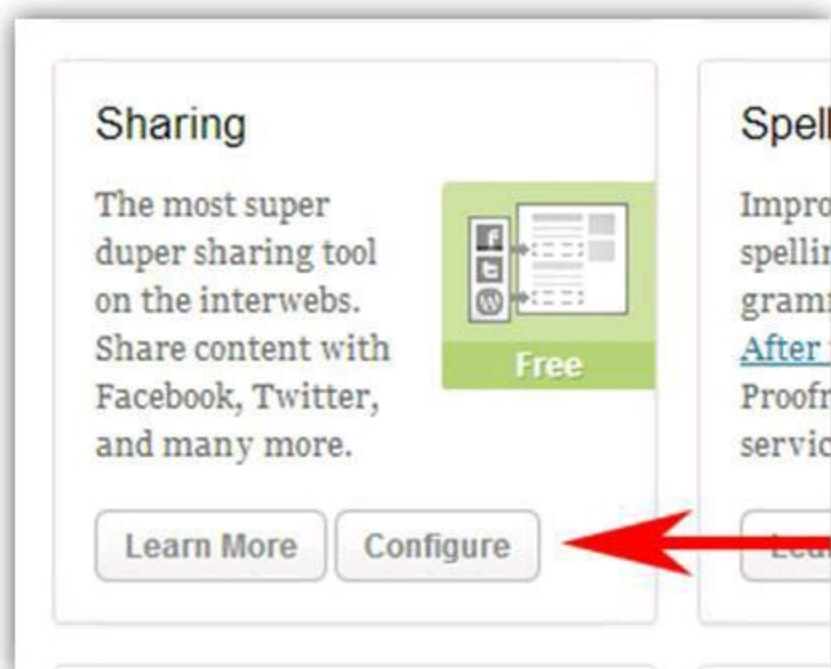 Sharing
The most super
duper sharing tool
on the interwebs.
Share content with
Facebook, Twitter,
and many more.
Free
Learn More
Configure
Spell
Impro
spellin
gram
After
Proofr
servic